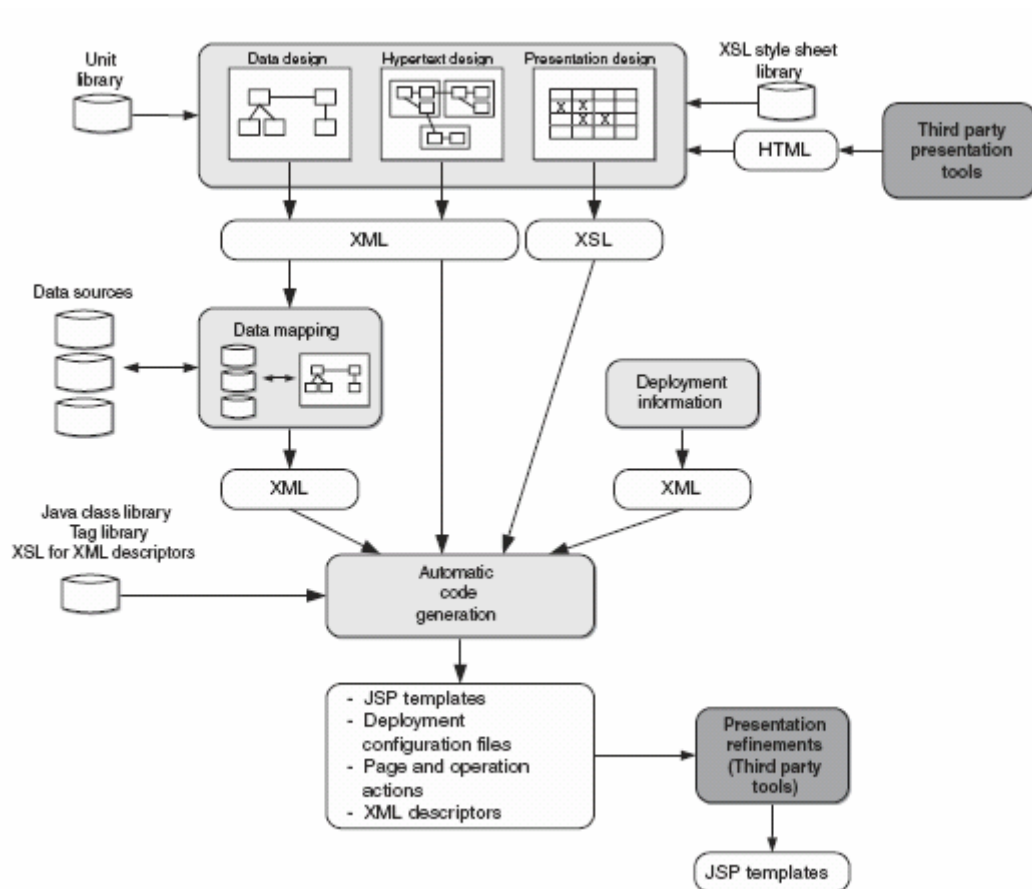 Unit
library
Data design
Hypertext design
Presentation design
X X
X X
XSL style sheet
library
HTML
Third party
presentation
tools
XML
XSL
Data sources
Data mapping
Deployment
information
XML
XML
Java class library
Tag library
XSL for XML descriptors
Automatic
code
generation
- JSP templates
- Deployment
configuration files
- Page and operation
actions
- XML descriptors
Presentation
refinements
(Third party
tools)
JSP templates